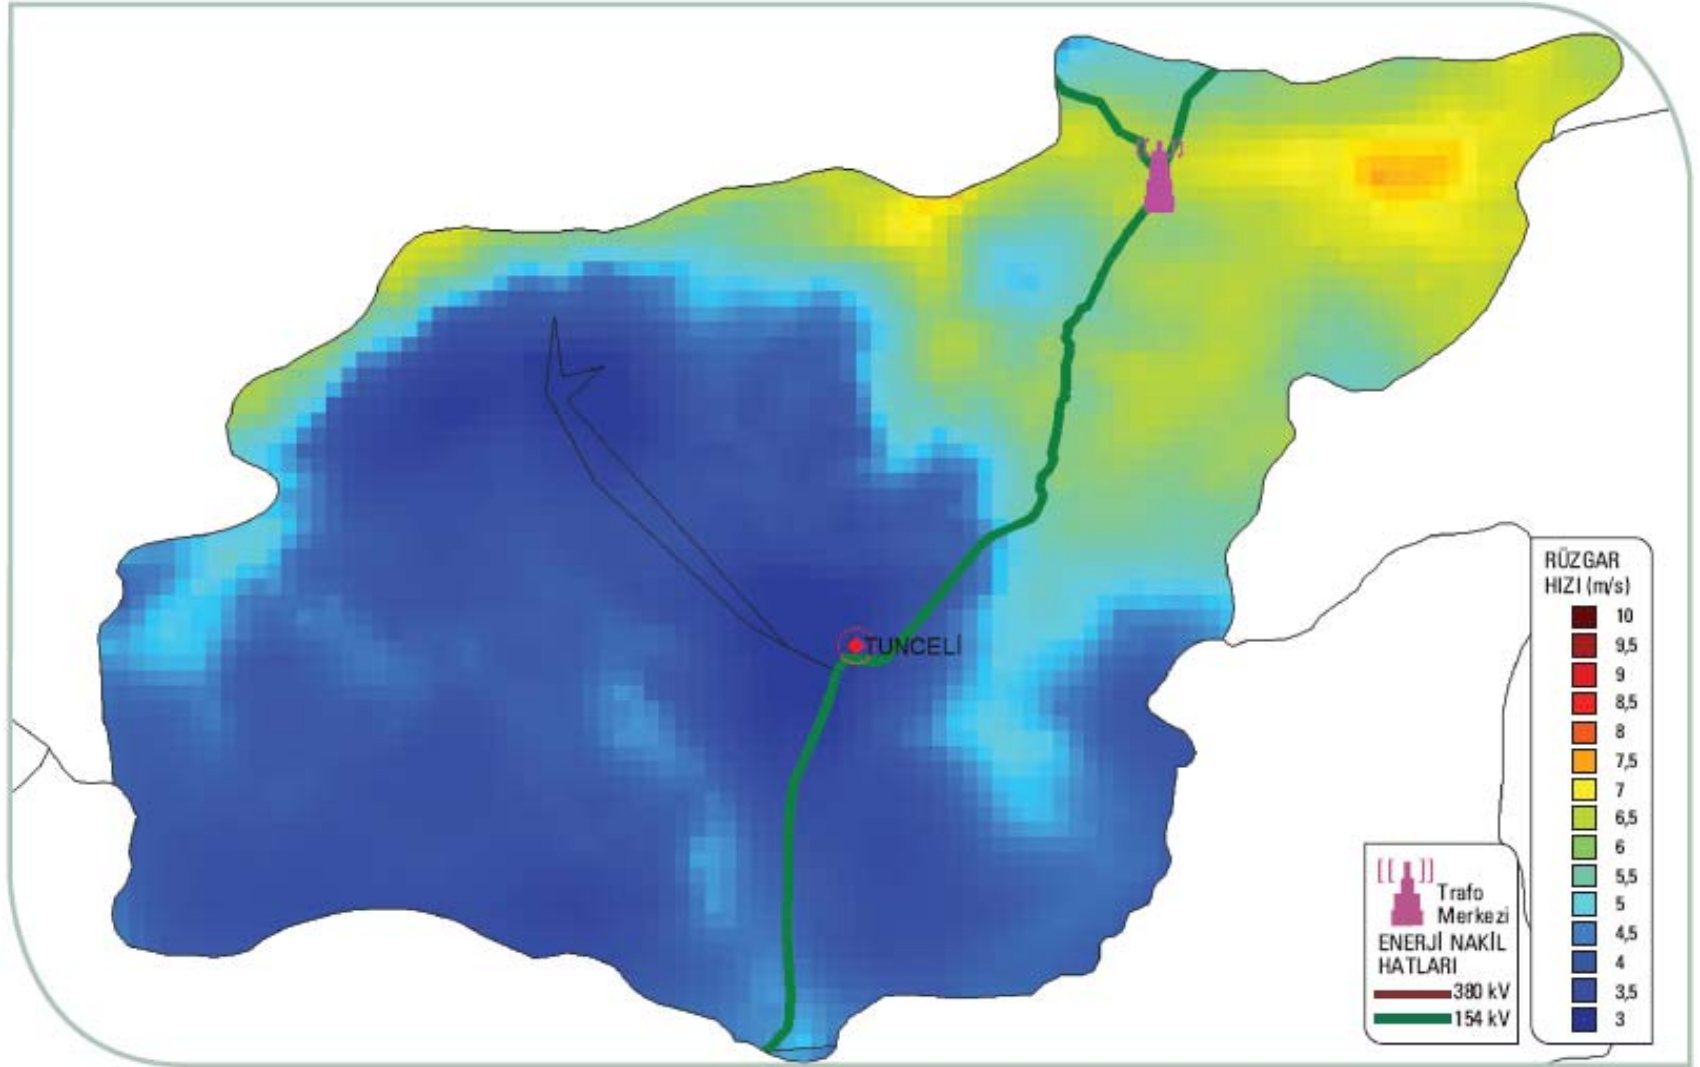 TUNCELİ
RÜZGAR
HIZI (m/s)
10
9,5
9
8,5
8
7,5
7
6,5
6
5,5
5
4,5
4
3,5
3
Trafo
Merkezi
ENERJİ NAKİL
HATLARI
380 kV
154 kV